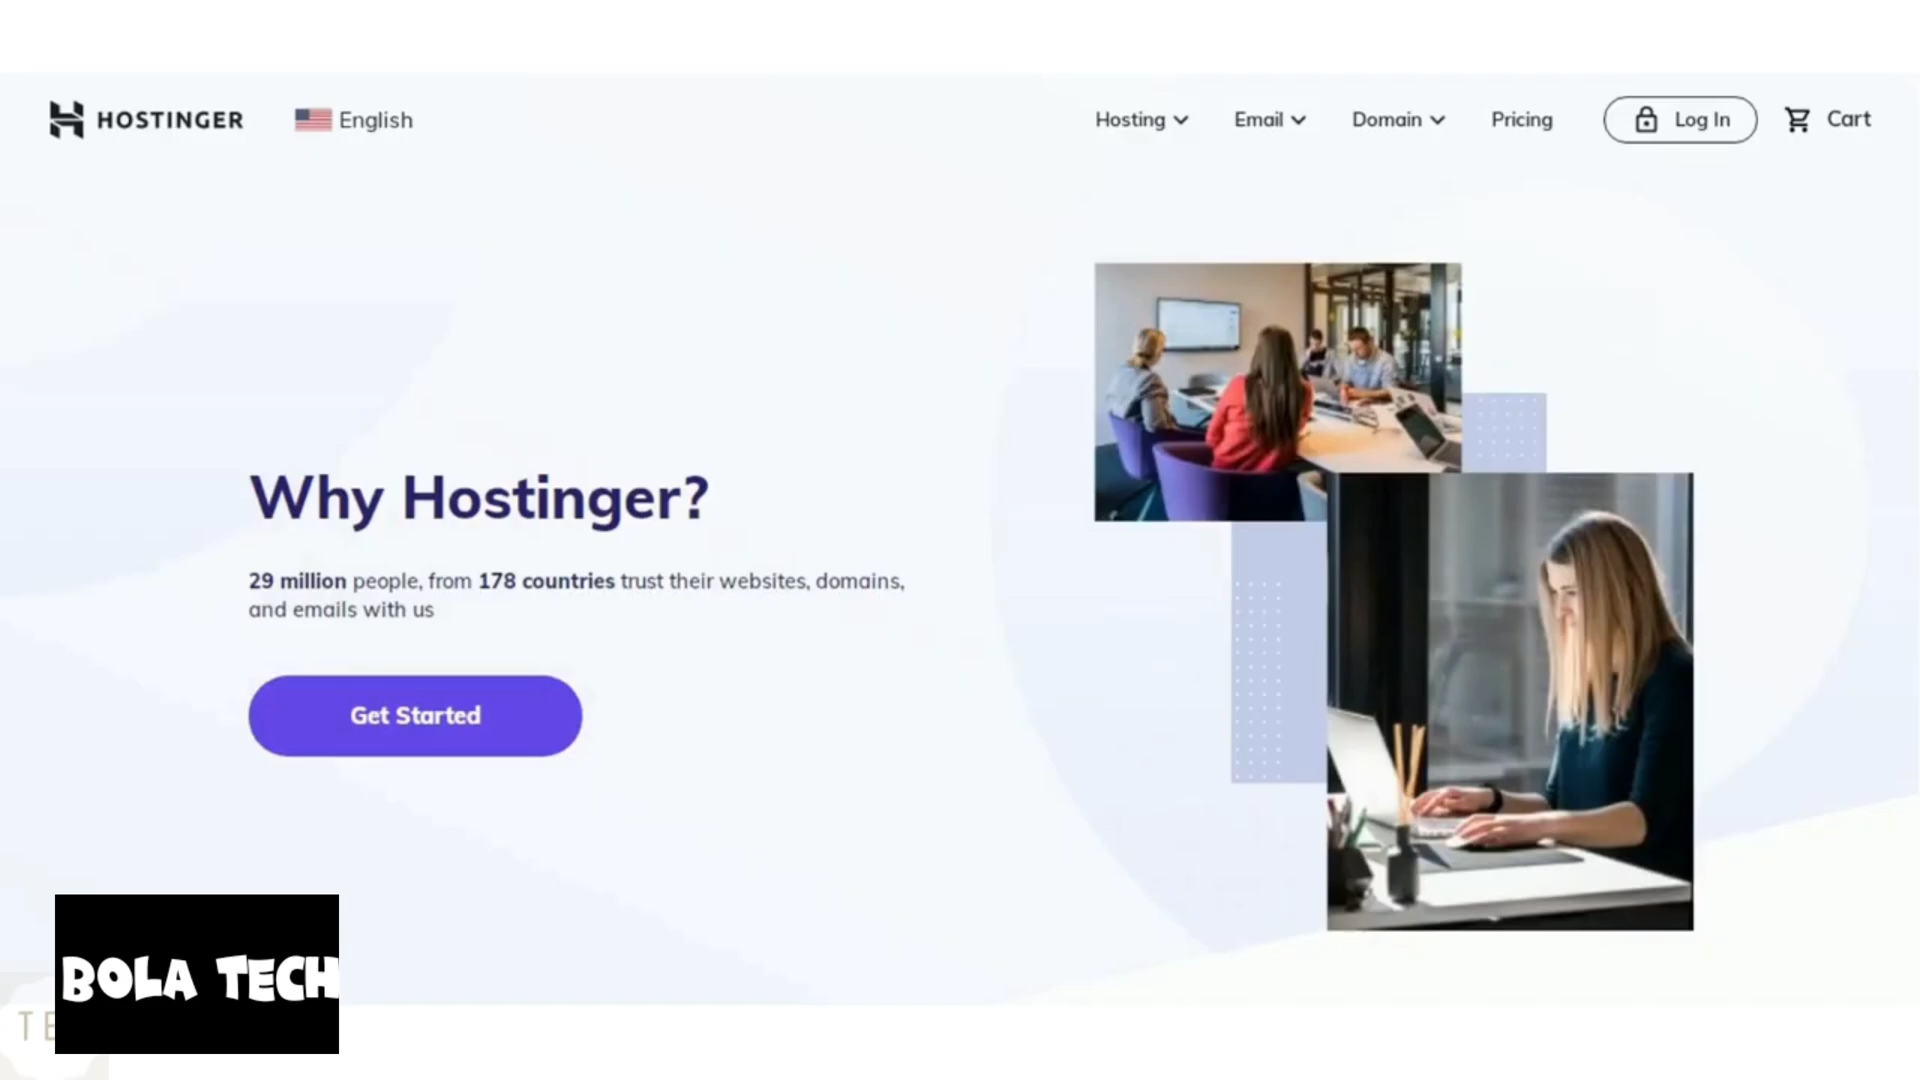 HOSTINGER
English
Hosting
Email
Domain
Pricing
Log In
Cart
Why Hostinger?
29 million people, from 178 countries trust their websites, domains,
and emails with us
Get Started
BOLA TECH
TE